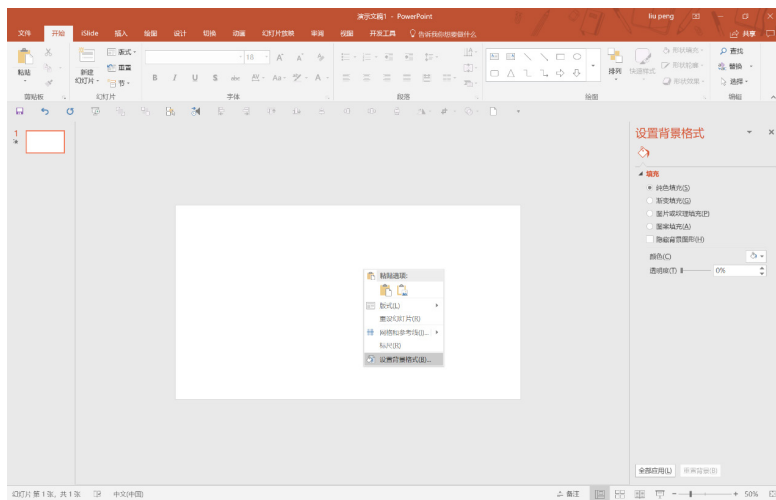 演示文稿1 - PowerPoint
liu peng
文件 开始 iSlide 插入 绘图 设计 切换 动画 幻灯片放映 审阅 视图 开发工具 告诉我你想要做什么 共享
粘贴 新建 幻灯片 版式 重置 节 18 B I U S abc Aa A 排列 快速样式 形状填充 形状轮廓 形状效果 查找 替换 选择
剪贴板 幻灯片 字体 段落 绘图 编辑
1
设置背景格式
填充
纯色填充(S)
渐变填充(G)
图片或纹理填充(P)
图案填充(A)
隐藏背景图形(H)
颜色(C)
透明度(T) 0%
粘贴选项:
版式(L)
重设幻灯片(R)
网格和参考线(I)...
标尺(R)
设置背景格式(B)...
全部应用(L) 重置背景(B)
幻灯片 第 1 张, 共 1 张 中文(中国) 备注 50%